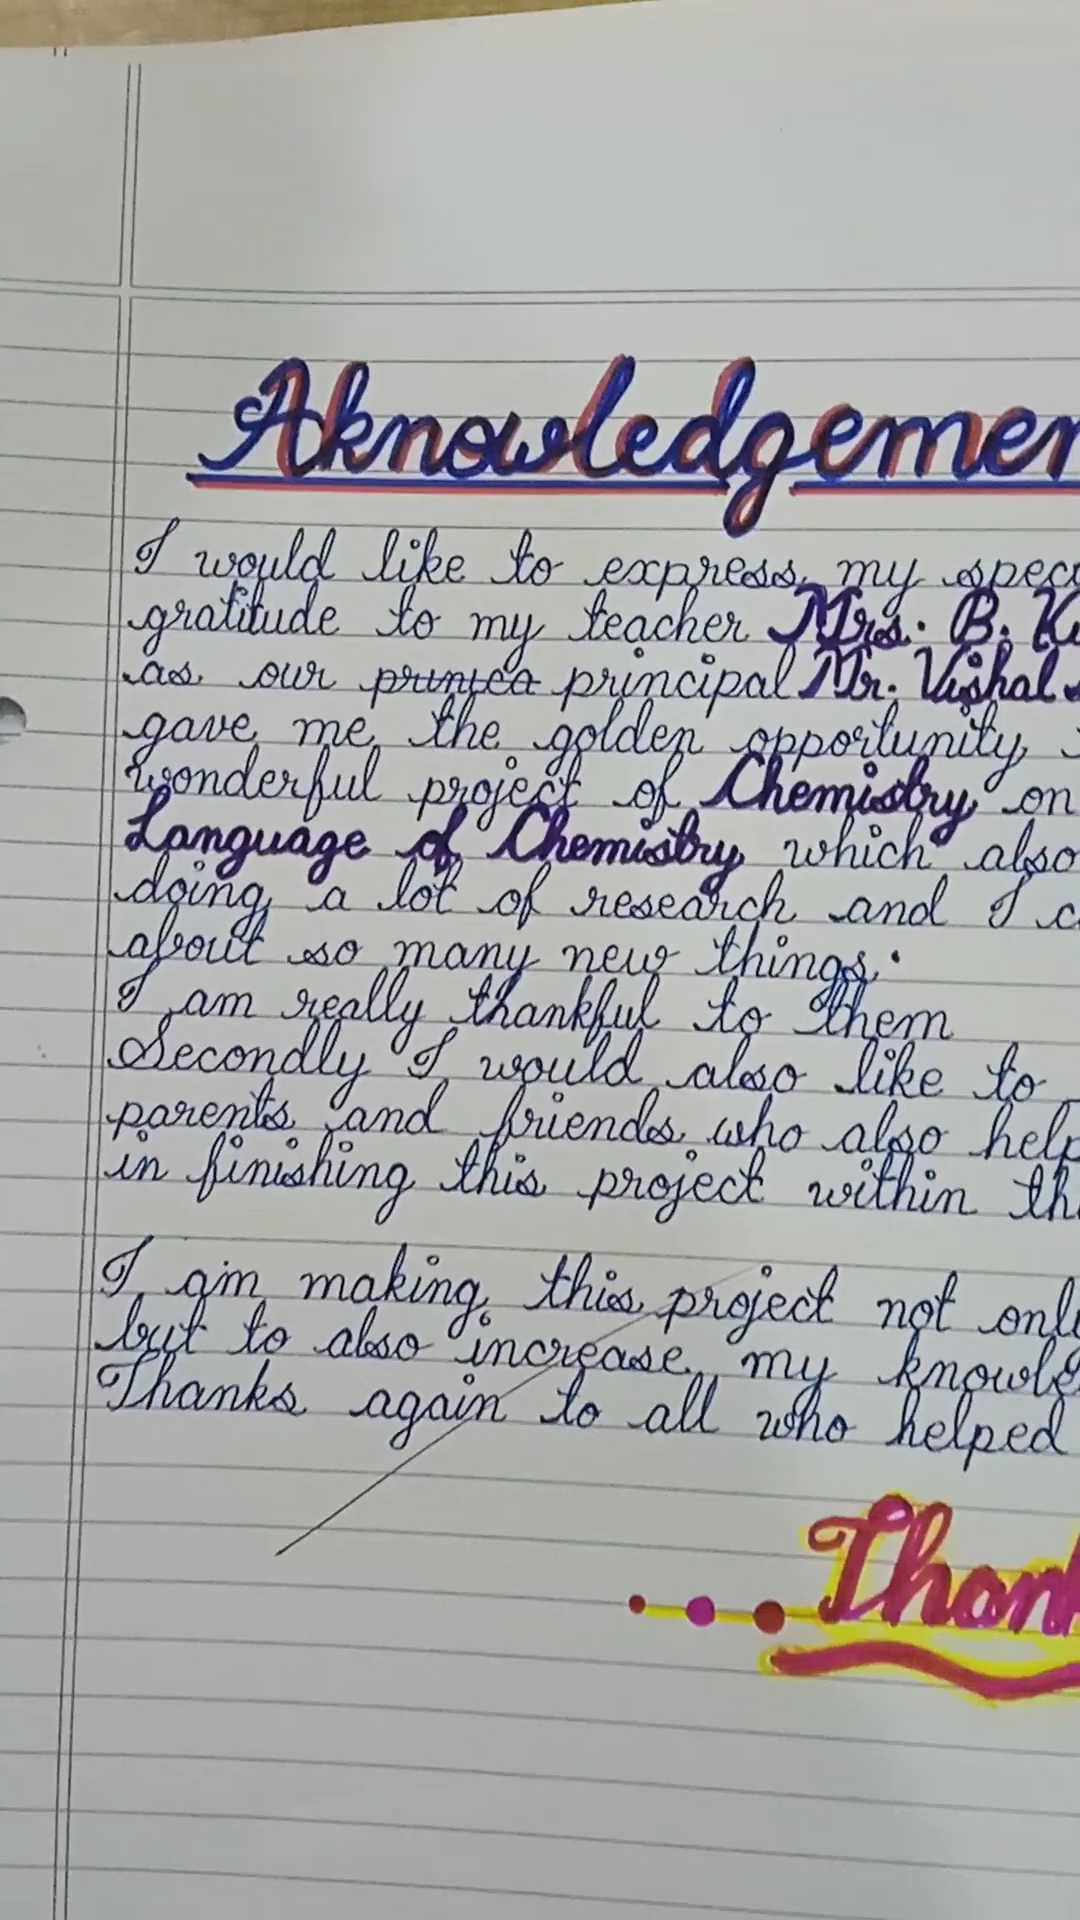 Aknowledgemen
I would like to express my spec
gratitude to my teacher Mrs. B. K
as our principal Mr. Vishal
gave me the golden opportunity
wonderful project of Chemistry on
Language of Chemistry which also
doing a lot of research and I c
about so many new things.
I am really thankful to them
Secondly I would also like to
parents and friends who also help
in finishing this project within th
I am making this project not onl
but to also increase my knowle
Thanks again to all who helped
...Thank